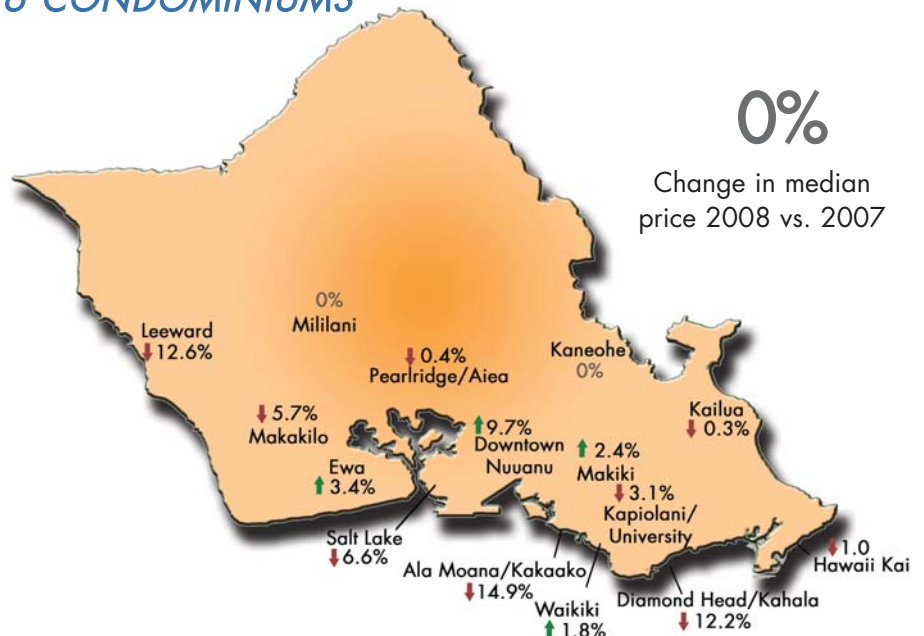 U CONDOMINIUMS
0%
Change in median
price 2008 vs. 2007
0%
Mililani
Leeward
↓12.6%
↓ 0.4%
Pearlridge/Aiea
Kaneohe
0%
Kailua
↓ 0.3%
↓ 5.7%
Makakilo
↑ 9.7%
Downtown
Nuuanu
↑ 2.4%
Makiki
Ewa
↑ 3.4%
↓ 3.1%
Kapiolani/
University
Salt Lake
↓6.6%
↓1.0
Hawaii Kai
Ala Moana/Kakaako
↓14.9%
Waikiki
↑ 1.8%
Diamond Head/Kahala
↓ 12.2%